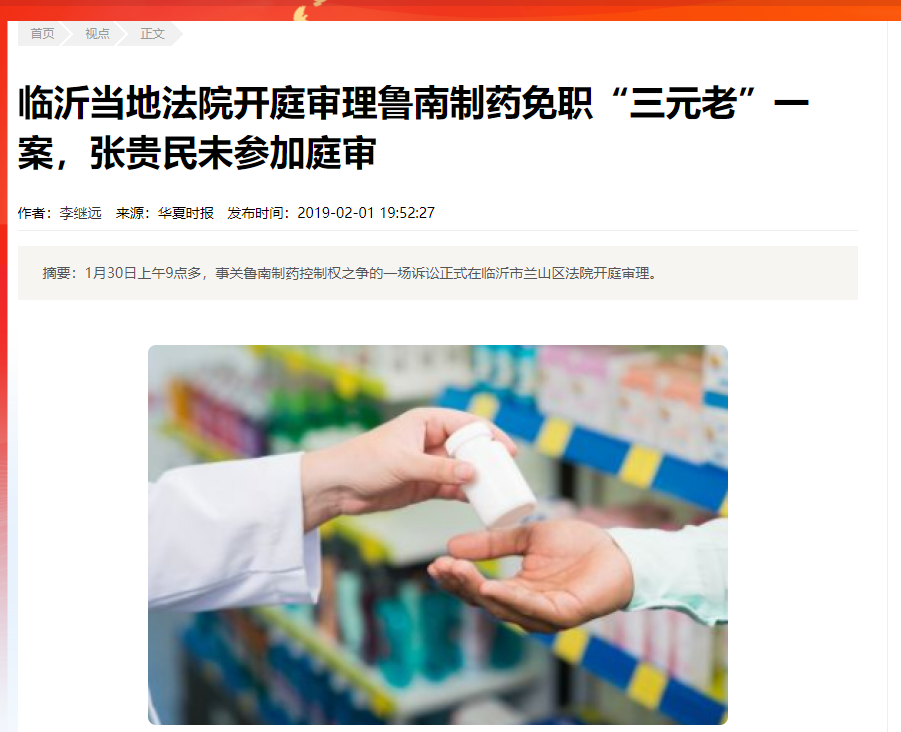 首页 视点 正文
临沂当地法院开庭审理鲁南制药免职“三元老”一
案，张贵民未参加庭审
作者：李继远 来源：华夏时报 发布时间：2019-02-01 19:52:27
摘要：1月30日上午9点多，事关鲁南制药控制权之争的一场诉讼正式在临沂市兰山区法院开庭审理。